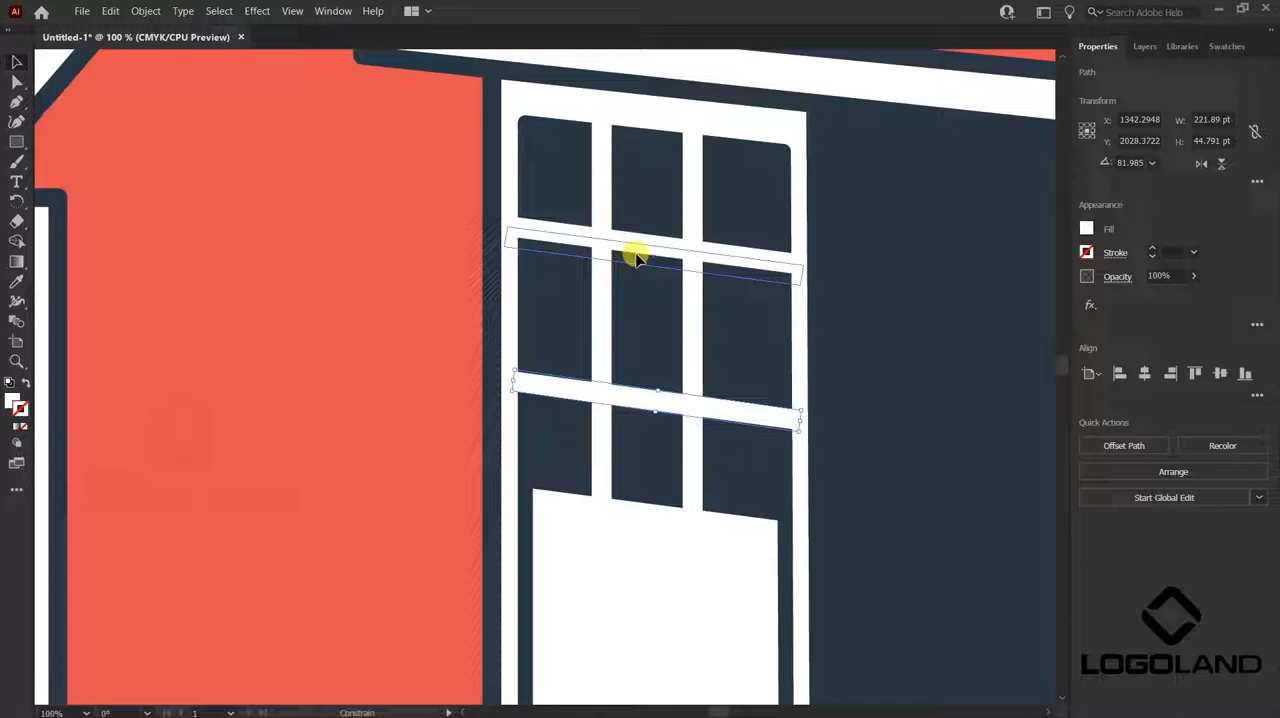 File Edit Object Type Select Effect View Window Help
Search Adobe Help
Untitled-1* @ 100 % (CMYK/CPU Preview) ×
Properties Layers Libraries Swatches
Path
Transform
X: 1342.2948 W: 221.89 pt
Y: 2028.3722 H: 44.791 pt
81.985
Appearance
Fill
Stroke
Opacity 100%
fx
Align
Quick Actions
Offset Path Recolor
Arrange
Start Global Edit
LOGOLAND
100% 0° 1 Constrain